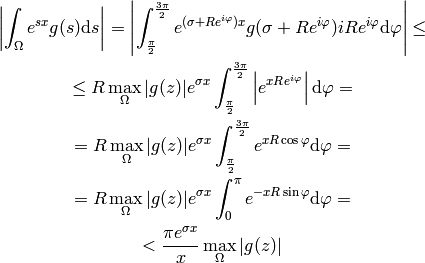 \left|\int_{\Omega} e^{sx} g(s) \mathrm{d}s\right| = \left|\int_{\frac{\pi}{2}}^{\frac{3\pi}{2}} e^{(\sigma + Re^{i\varphi})x} g(\sigma + Re^{i\varphi}) i Re^{i\varphi} \mathrm{d}\varphi\right| \leq
\leq R \max_{\Omega} |g(z)| e^{\sigma x} \int_{\frac{\pi}{2}}^{\frac{3\pi}{2}} \left|e^{xRe^{i\varphi}}\right| \mathrm{d}\varphi =
= R \max_{\Omega} |g(z)| e^{\sigma x} \int_{\frac{\pi}{2}}^{\frac{3\pi}{2}} e^{xR\cos\varphi} \mathrm{d}\varphi =
= R \max_{\Omega} |g(z)| e^{\sigma x} \int_{0}^{\pi} e^{-xR\sin\varphi} \mathrm{d}\varphi =
< \frac{\pi e^{\sigma x}}{x} \max_{\Omega} |g(z)|